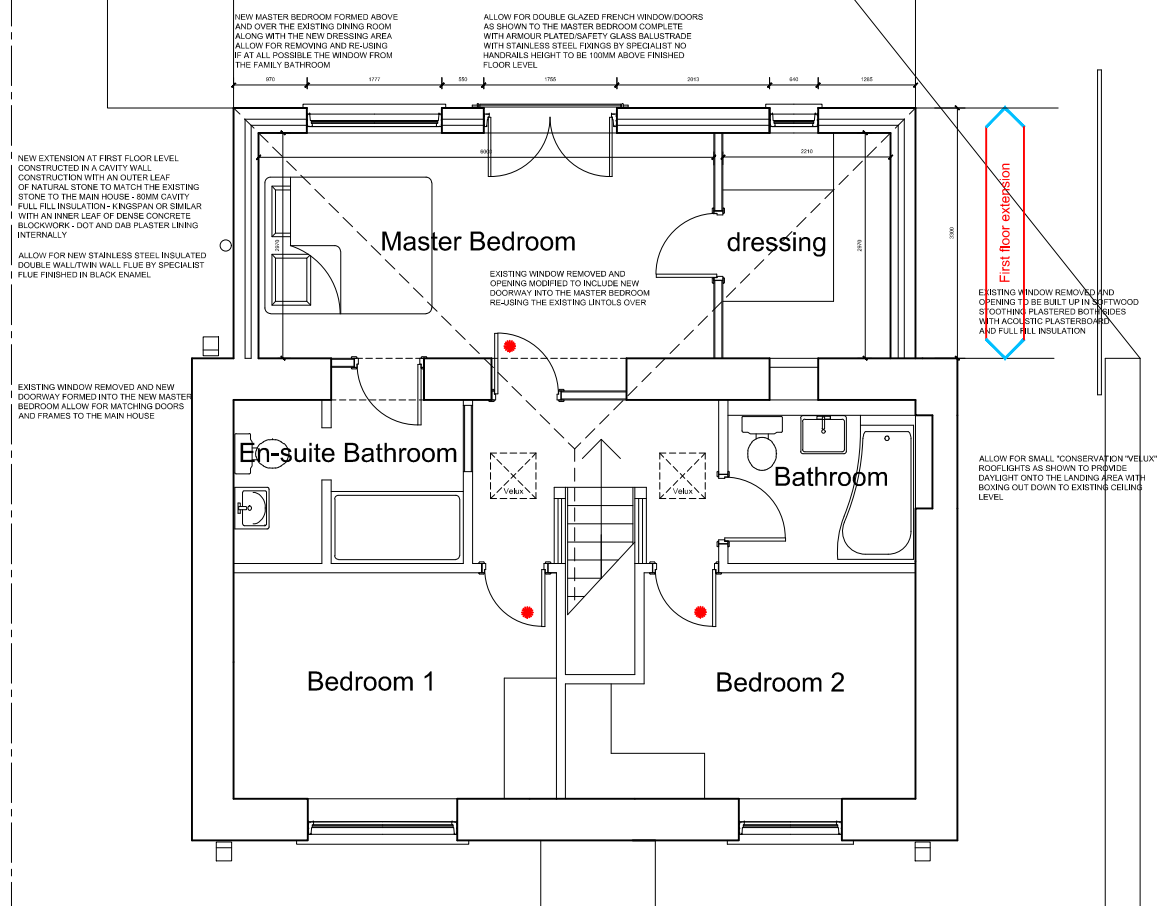 NEW MASTER BEDROOM FORMED ABOVE
AND OVER THE EXISTING DINING ROOM
ALONG WITH THE NEW DRESSING AREA
ALLOW FOR REMOVING AND RE-USING
IF AT ALL POSSIBLE THE WINDOW FROM
THE FAMILY BATHROOM
ALLOW FOR DOUBLE GLAZED FRENCH WINDOW/DOORS
AS SHOWN TO THE MASTER BEDROOM COMPLETE
WITH ARMOUR PLATED/SAFETY GLASS BALUSTRADE
WITH STAINLESS STEEL FIXINGS BY SPECIALIST NO
HANDRAILS HEIGHT TO BE 100MM ABOVE FINISHED
FLOOR LEVEL
970 1777 550 1755 2013 640 1285
6000 2210
NEW EXTENSION AT FIRST FLOOR LEVEL
CONSTRUCTED IN A CAVITY WALL
CONSTRUCTION WITH AN OUTER LEAF
OF NATURAL STONE TO MATCH THE EXISTING
STONE TO THE MAIN HOUSE - 80MM CAVITY
FULL FILL INSULATION - KINGSPAN OR SIMILAR
WITH AN INNER LEAF OF DENSE CONCRETE
BLOCKWORK - DOT AND DAB PLASTER LINING
INTERNALLY
ALLOW FOR NEW STAINLESS STEEL INSULATED
DOUBLE WALL/TWIN WALL FLUE BY SPECIALIST
FLUE FINISHED IN BLACK ENAMEL
2970
Master Bedroom
dressing
2970
3300
First floor extension
EXISTING WINDOW REMOVED AND
OPENING MODIFIED TO INCLUDE NEW
DOORWAY INTO THE MASTER BEDROOM
RE-USING THE EXISTING LINTOLS OVER
EXISTING WINDOW REMOVED AND
OPENING TO BE BUILT UP IN SOFTWOOD
STOOTHING PLASTERED BOTH SIDES
WITH ACOUSTIC PLASTERBOARD
AND FULL FILL INSULATION
EXISTING WINDOW REMOVED AND NEW
DOORWAY FORMED INTO THE NEW MASTER
BEDROOM ALLOW FOR MATCHING DOORS
AND FRAMES TO THE MAIN HOUSE
En-suite Bathroom
Velux
Velux
Bathroom
ALLOW FOR SMALL "CONSERVATION "VELUX"
ROOFLIGHTS AS SHOWN TO PROVIDE
DAYLIGHT ONTO THE LANDING AREA WITH
BOXING OUT DOWN TO EXISTING CEILING
LEVEL
Bedroom 1
Bedroom 2